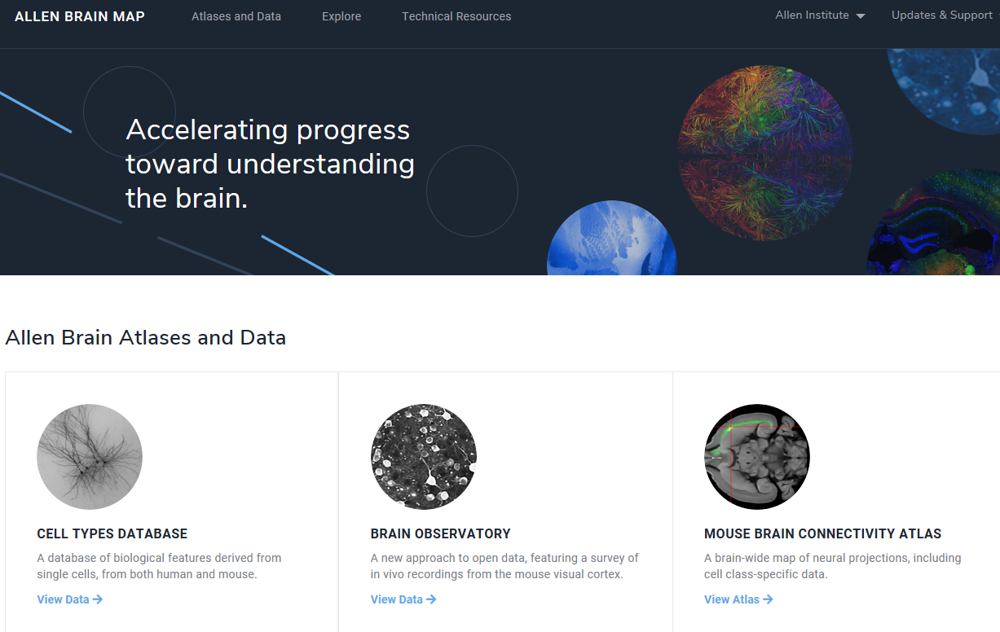 ALLEN BRAIN MAP
Atlases and Data
Explore
Technical Resources
Allen Institute
Updates & Support
Accelerating progress
toward understanding
the brain.
Allen Brain Atlases and Data
CELL TYPES DATABASE
A database of biological features derived from
single cells, from both human and mouse.
View Data
BRAIN OBSERVATORY
A new approach to open data, featuring a survey of
in vivo recordings from the mouse visual cortex.
View Data
MOUSE BRAIN CONNECTIVITY ATLAS
A brain-wide map of neural projections, including
cell class-specific data.
View Atlas